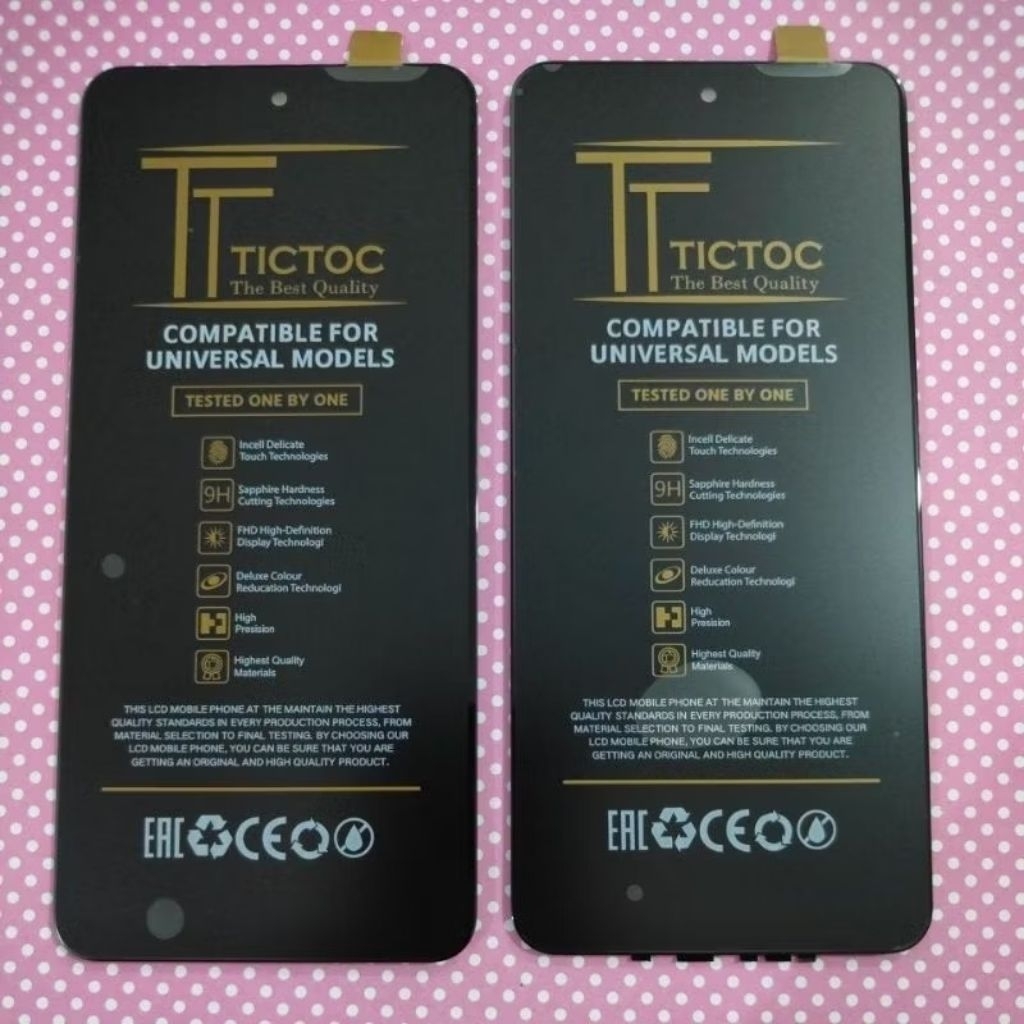 TT
TICTOC
The Best Quality
COMPATIBLE FOR
UNIVERSAL MODELS
TESTED ONE BY ONE
Incell Delicate
Touch Technologies
9H
Sapphire Hardness
Cutting Technologies
FHD High-Definition
Display Technologi
Deluxe Colour
Reducation Technologi
High
Presision
Highest Quality
Materials
THIS LCD MOBILE PHONE AT THE MAINTAIN THE HIGHEST
QUALITY STANDARDS IN EVERY PRODUCTION PROCESS, FROM
MATERIAL SELECTION TO FINAL TESTING. BY CHOOSING OUR
LCD MOBILE PHONE, YOU CAN BE SURE THAT YOU ARE
GETTING AN ORIGINAL AND HIGH QUALITY PRODUCT.
EAC CE
TT
TICTOC
The Best Quality
COMPATIBLE FOR
UNIVERSAL MODELS
TESTED ONE BY ONE
Incell Delicate
Touch Technologies
9H
Sapphire Hardness
Cutting Technologies
FHD High-Definition
Display Technologi
Deluxe Colour
Reducation Technologi
High
Presision
Highest Quality
Materials
THIS LCD MOBILE PHONE AT THE MAINTAIN THE HIGHEST
QUALITY STANDARDS IN EVERY PRODUCTION PROCESS, FROM
MATERIAL SELECTION TO FINAL TESTING. BY CHOOSING OUR
LCD MOBILE PHONE, YOU CAN BE SURE THAT YOU ARE
GETTING AN ORIGINAL AND HIGH QUALITY PRODUCT.
EAC CE